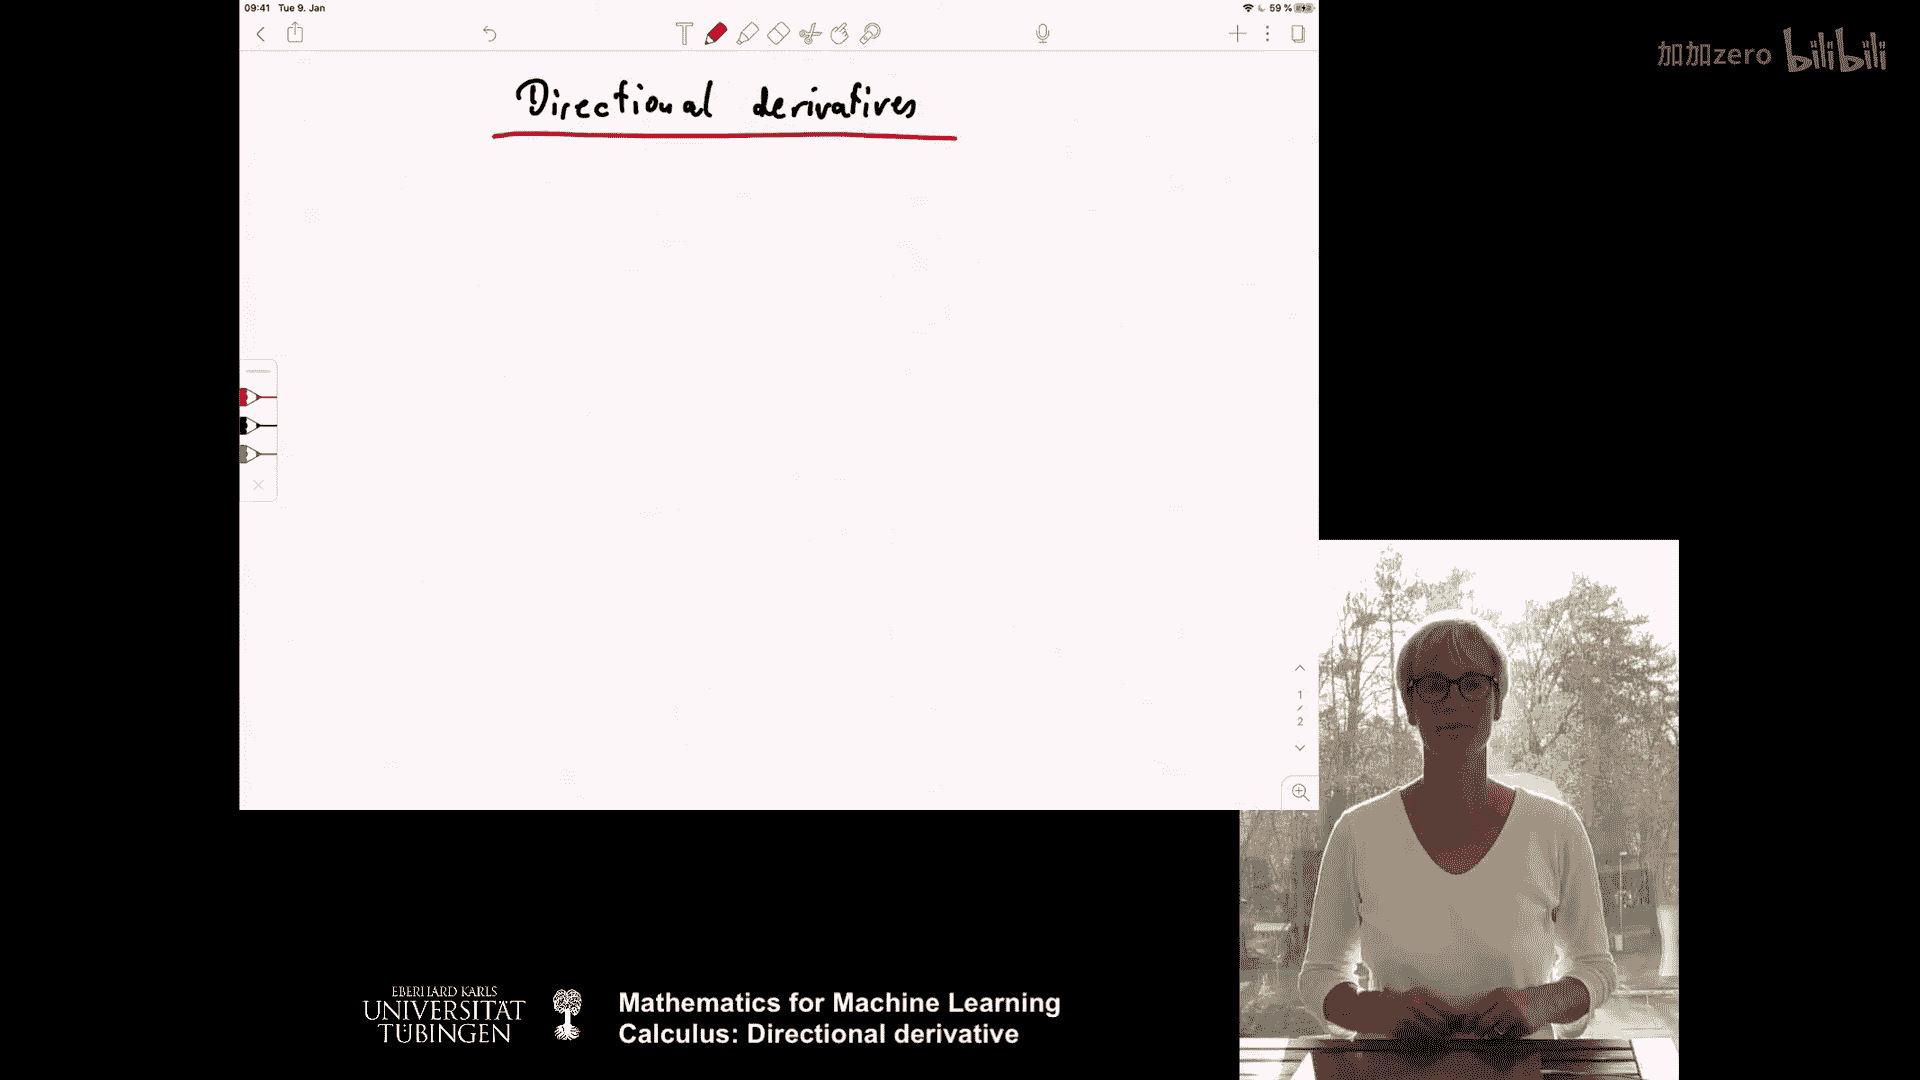 09:41 Tue 9. Jan
59 %
加加zero bilibili
T
Directional derivatives
1
/
2
EBERHARD KARLS
UNIVERSITÄT
TÜBINGEN
Mathematics for Machine Learning
Calculus: Directional derivative